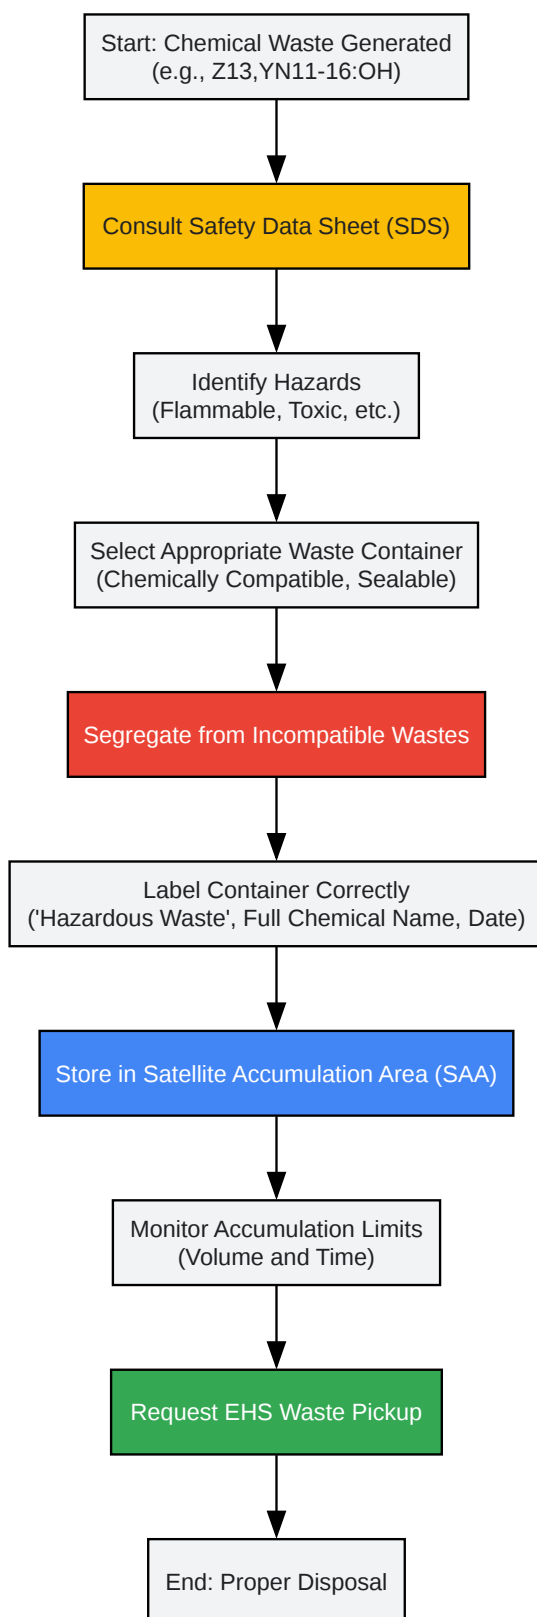 Start: Chemical Waste Generated
(e.g., Z13,YN11-16:OH)
Consult Safety Data Sheet (SDS)
Identify Hazards
(Flammable, Toxic, etc.)
Select Appropriate Waste Container
(Chemically Compatible, Sealable)
Segregate from Incompatible Wastes
Label Container Correctly
('Hazardous Waste', Full Chemical Name, Date)
Store in Satellite Accumulation Area (SAA)
Monitor Accumulation Limits
(Volume and Time)
Request EHS Waste Pickup
End: Proper Disposal